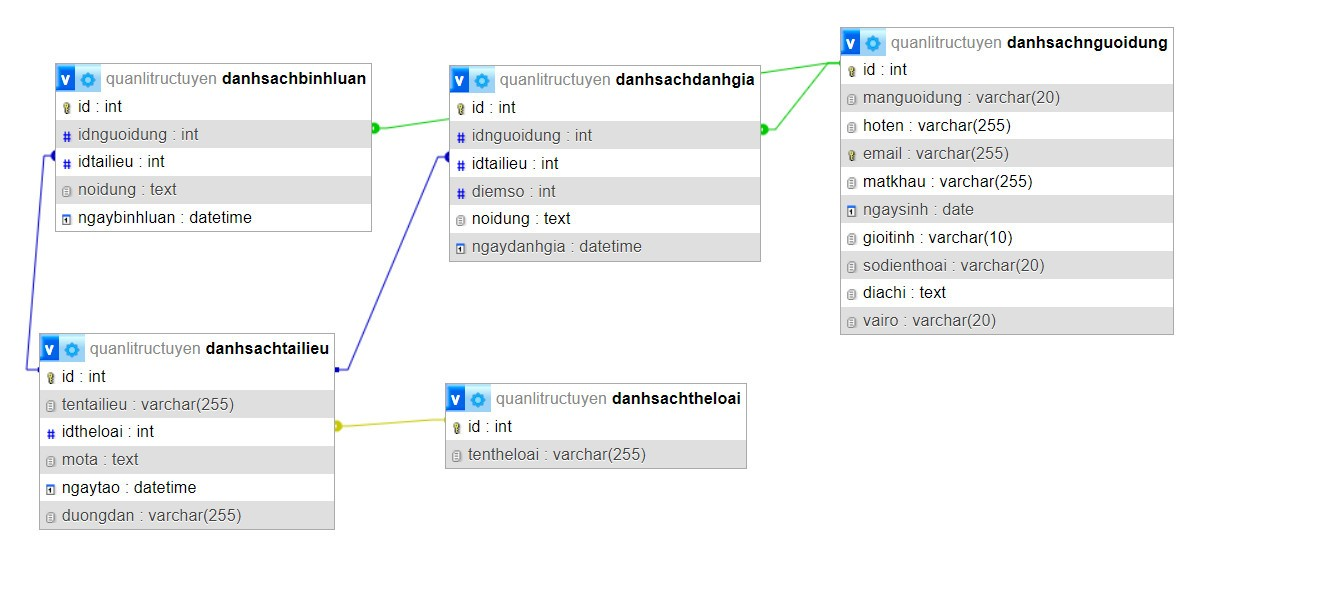 quanlitructuyen danhsachbinhluan
id : int
idnguoidung : int
idtailieu : int
noidung : text
ngaybinhluan : datetime
quanlitructuyen danhsachdanhgia
id : int
idnguoidung : int
idtailieu : int
diemso : int
noidung : text
ngaydanhgia : datetime
quanlitructuyen danhsachnguoidung
id : int
manguoidung : varchar(20)
hoten : varchar(255)
email : varchar(255)
matkhau : varchar(255)
ngaysinh : date
gioitinh : varchar(10)
sodienthoai : varchar(20)
diachi : text
vairo : varchar(20)
quanlitructuyen danhsachtailieu
id : int
tentailieu : varchar(255)
idtheloai : int
mota : text
ngaytao : datetime
duongdan : varchar(255)
quanlitructuyen danhsachtheloai
id : int
tentheloai : varchar(255)